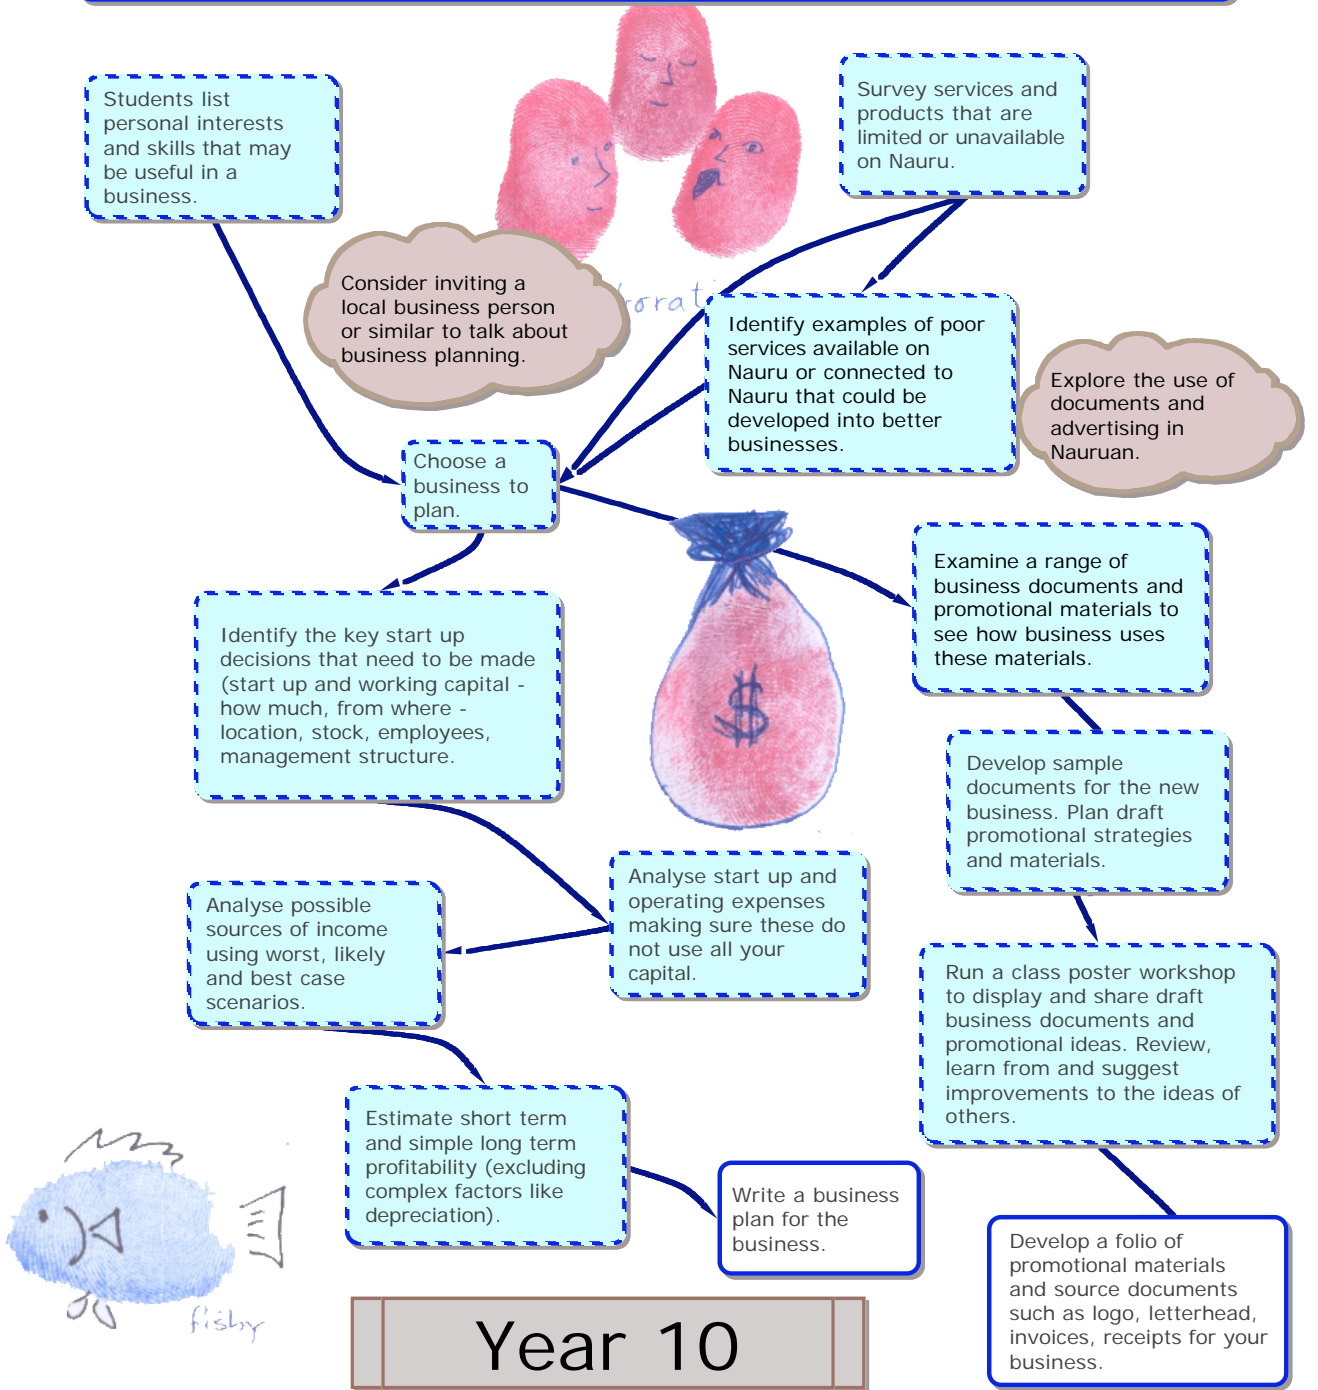 Students list
personal interests
and skills that may
be useful in a
business.
Survey services and
products that are
limited or unavailable
on Nauru.
Consider inviting a
local business person
or similar to talk about
business planning.
Identify examples of poor
services available on
Nauru or connected to
Nauru that could be
developed into better
businesses.
Explore the use of
documents and
advertising in
Nauruan.
Choose a
business to
plan.
Examine a range of
business documents and
promotional materials to
see how business uses
these materials.
Identify the key start up
decisions that need to be made
(start up and working capital -
how much, from where -
location, stock, employees,
management structure.
$
Develop sample
documents for the new
business. Plan draft
promotional strategies
and materials.
Analyse start up and
operating expenses
making sure these do
not use all your
capital.
Analyse possible
sources of income
using worst, likely
and best case
scenarios.
Run a class poster workshop
to display and share draft
business documents and
promotional ideas. Review,
learn from and suggest
improvements to the ideas of
others.
Estimate short term
and simple long term
profitability (excluding
complex factors like
depreciation).
Write a business
plan for the
business.
Develop a folio of
promotional materials
and source documents
such as logo, letterhead,
invoices, receipts for your
business.
fishy
Year 10